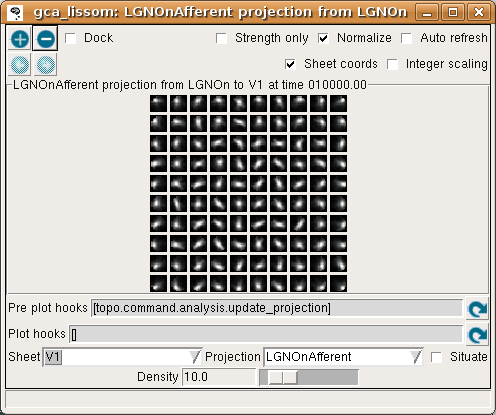 gca_lissom: LGNOnAfferent projection from LGNOn
Dock Strength only Normalize Auto refresh
Sheet coords Integer scaling
LGNOnAfferent projection from LGNOn to V1 at time 010000.00
Pre plot hooks [topo.command.analysis.update_projection]
Plot hooks []
Sheet V1 Projection LGNOnAfferent Situate
Density 10.0